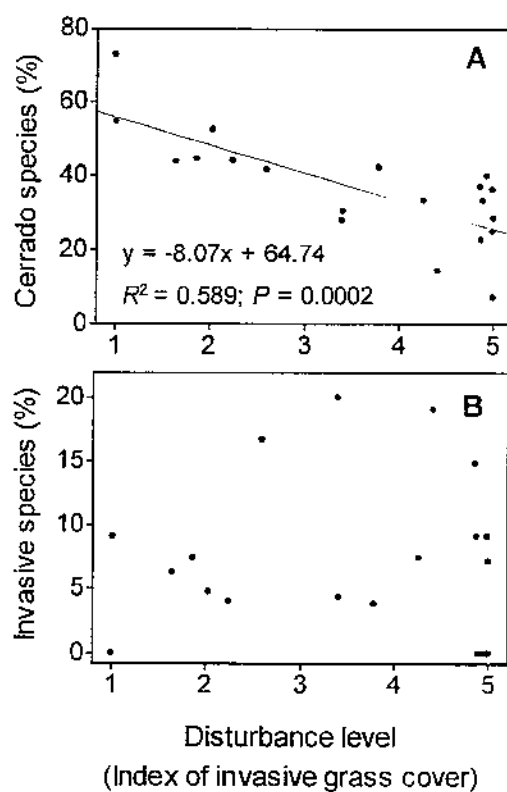 80
A
60
Cerrado species (%)
40
20
y = -8.07x + 64.74
R² = 0.589; P = 0.0002
0
1 2 3 4 5
20
B
15
Invasive species (%)
10
5
0
1 2 3 4 5
Disturbance level
(Index of invasive grass cover)